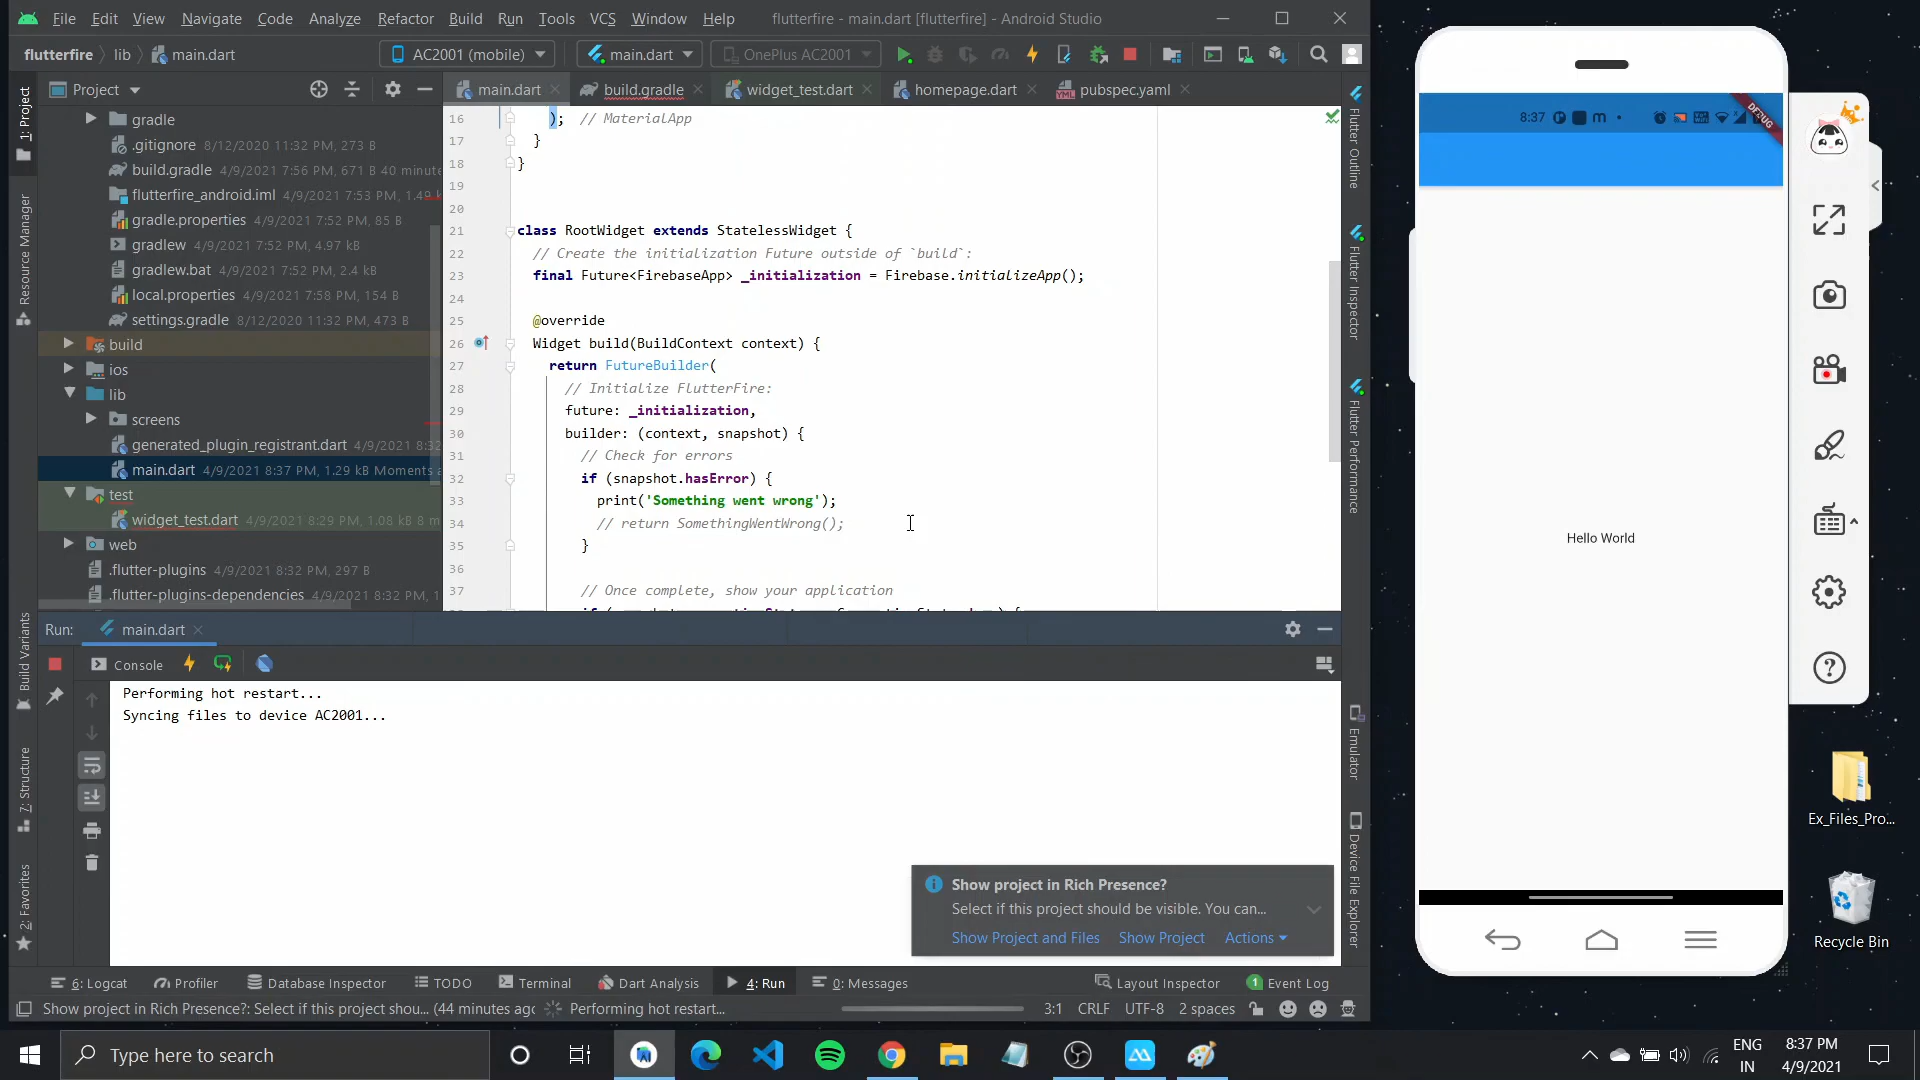 File Edit View Navigate Code Analyze Refactor Build Run Tools VCS Window Help flutterfire - main.dart [flutterfire] - Android Studio
flutterfire lib main.dart AC2001 (mobile) main.dart OnePlus AC2001
Project main.dart build.gradle widget_test.dart homepage.dart pubspec.yaml
1: Project
Resource Manager
Build Variants
7: Structure
2: Favorites
gradle
.gitignore 8/12/2020 11:32 PM, 273 B
build.gradle 4/9/2021 7:56 PM, 671 B 40 minute
flutterfire_android.iml 4/9/2021 7:53 PM, 1.49 k
gradle.properties 4/9/2021 7:52 PM, 85 B
gradlew 4/9/2021 7:52 PM, 4.97 kB
gradlew.bat 4/9/2021 7:52 PM, 2.4 kB
local.properties 4/9/2021 7:58 PM, 154 B
settings.gradle 8/12/2020 11:32 PM, 473 B
build
ios
lib
screens
generated_plugin_registrant.dart 4/9/2021 8:32
main.dart 4/9/2021 8:37 PM, 1.29 kB Moments a
test
widget_test.dart 4/9/2021 8:29 PM, 1.08 kB 8 m
web
.flutter-plugins 4/9/2021 8:32 PM, 297 B
.flutter-plugins-dependencies 4/9/2021 8:32 PM, 1
16 ); // MaterialApp
17 }
18 }
19
20
21 class RootWidget extends StatelessWidget {
22 // Create the initialization Future outside of `build`:
23 final Future<FirebaseApp> _initialization = Firebase.initializeApp();
24
25 @override
26 Widget build(BuildContext context) {
27 return FutureBuilder(
28 // Initialize FlutterFire:
29 future: _initialization,
30 builder: (context, snapshot) {
31 // Check for errors
32 if (snapshot.hasError) {
33 print('Something went wrong');
34 // return SomethingWentWrong();
35 }
36
37 // Once complete, show your application
Flutter Outline
Flutter Inspector
Flutter Performance
Emulator
Device File Explorer
Run: main.dart
Console
Performing hot restart...
Syncing files to device AC2001...
Show project in Rich Presence?
Select if this project should be visible. You can...
Show Project and Files Show Project Actions
6: Logcat Profiler Database Inspector TODO Terminal Dart Analysis 4: Run 0: Messages Layout Inspector 1 Event Log
Show project in Rich Presence?: Select if this project shou... (44 minutes ago Performing hot restart... 3:1 CRLF UTF-8 2 spaces
8:37
DEBUG
Hello World
Ex_Files_Pro...
Recycle Bin
Type here to search
ENG
IN
8:37 PM
4/9/2021